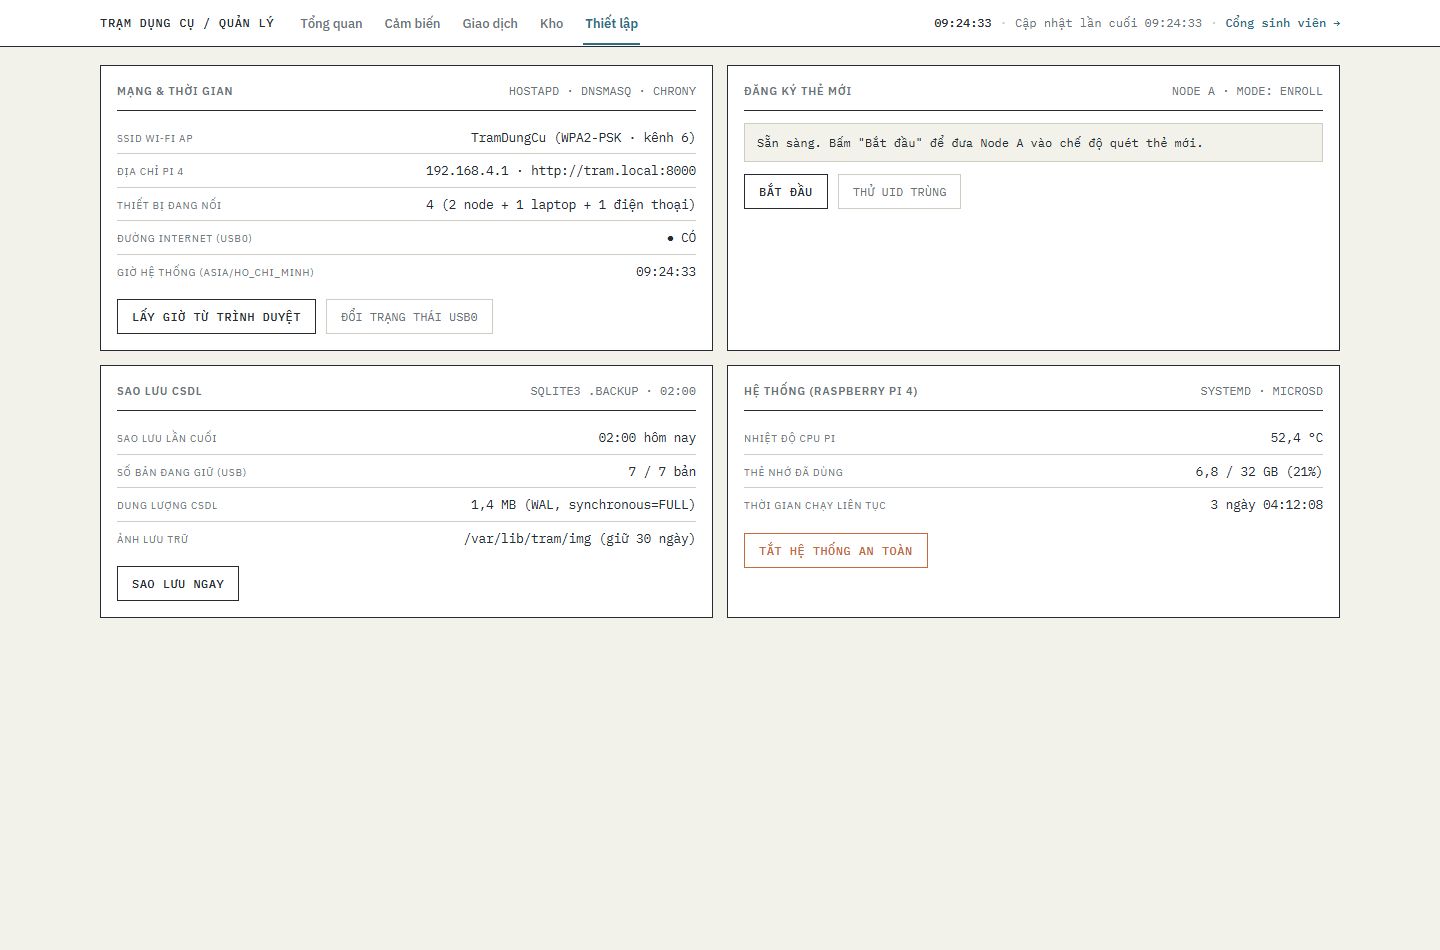 TRẠM DỤNG CỤ / QUẢN LÝ Tổng quan Cảm biến Giao dịch Kho Thiết lập 09:24:33 · Cập nhật lần cuối 09:24:33 · Cổng sinh viên →
MẠNG & THỜI GIAN HOSTAPD · DNSMASQ · CHRONY
SSID WI-FI AP TramDungCu (WPA2-PSK · kênh 6)
ĐỊA CHỈ PI 4 192.168.4.1 · http://tram.local:8000
THIẾT BỊ ĐANG NỐI 4 (2 node + 1 laptop + 1 điện thoại)
ĐƯỜNG INTERNET (USB0) ● CÓ
GIỜ HỆ THỐNG (ASIA/HO_CHI_MINH) 09:24:33
LẤY GIỜ TỪ TRÌNH DUYỆT ĐỔI TRẠNG THÁI USB0
ĐĂNG KÝ THẺ MỚI NODE A · MODE: ENROLL
Sẵn sàng. Bấm "Bắt đầu" để đưa Node A vào chế độ quét thẻ mới.
BẮT ĐẦU THỬ UID TRÙNG
SAO LƯU CSDL SQLITE3 .BACKUP · 02:00
SAO LƯU LẦN CUỐI 02:00 hôm nay
SỐ BẢN ĐANG GIỮ (USB) 7 / 7 bản
DUNG LƯỢNG CSDL 1,4 MB (WAL, synchronous=FULL)
ẢNH LƯU TRỮ /var/lib/tram/img (giữ 30 ngày)
SAO LƯU NGAY
HỆ THỐNG (RASPBERRY PI 4) SYSTEMD · MICROSD
NHIỆT ĐỘ CPU PI 52,4 °C
THẺ NHỚ ĐÃ DÙNG 6,8 / 32 GB (21%)
THỜI GIAN CHẠY LIÊN TỤC 3 ngày 04:12:08
TẮT HỆ THỐNG AN TOÀN